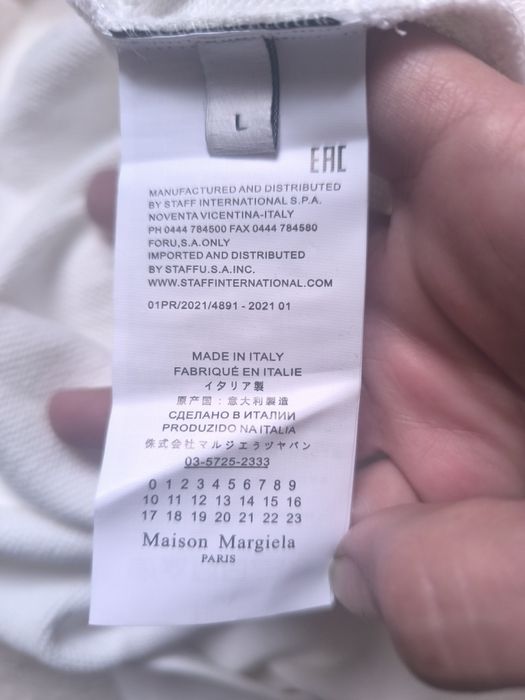 L
EAC
MANUFACTURED AND DISTRIBUTED
BY STAFF INTERNATIONAL S.P.A.
NOVENTA VICENTINA-ITALY
PH 0444 784500 FAX 0444 784580
FORU,S.A.ONLY
IMPORTED AND DISTRIBUTED
BY STAFFU.S.A.INC.
WWW.STAFFINTERNATIONAL.COM
01PR/2021/4891 - 2021 01
MADE IN ITALY
FABRIQUÉ EN ITALIE
イタリア製
原产国：意大利製造
СДЕЛАНО В ИТАЛИИ
PRODUZIDO NA ITALIA
株式会社マルジエラツヤパン
03-5725-2333
0 1 2 3 4 5 6 7 8 9
10 11 12 13 14 15 16
17 18 19 20 21 22 23
Maison Margiela
PARIS